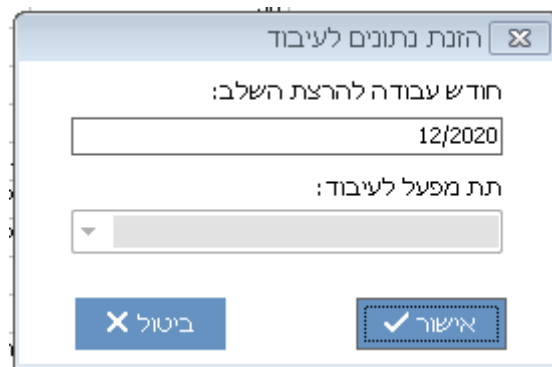 הזנת נתונים לעיבוד
חודש עבודה להרצת השלב:
12/2020
תת מפעל לעיבוד:
אישור
ביטול